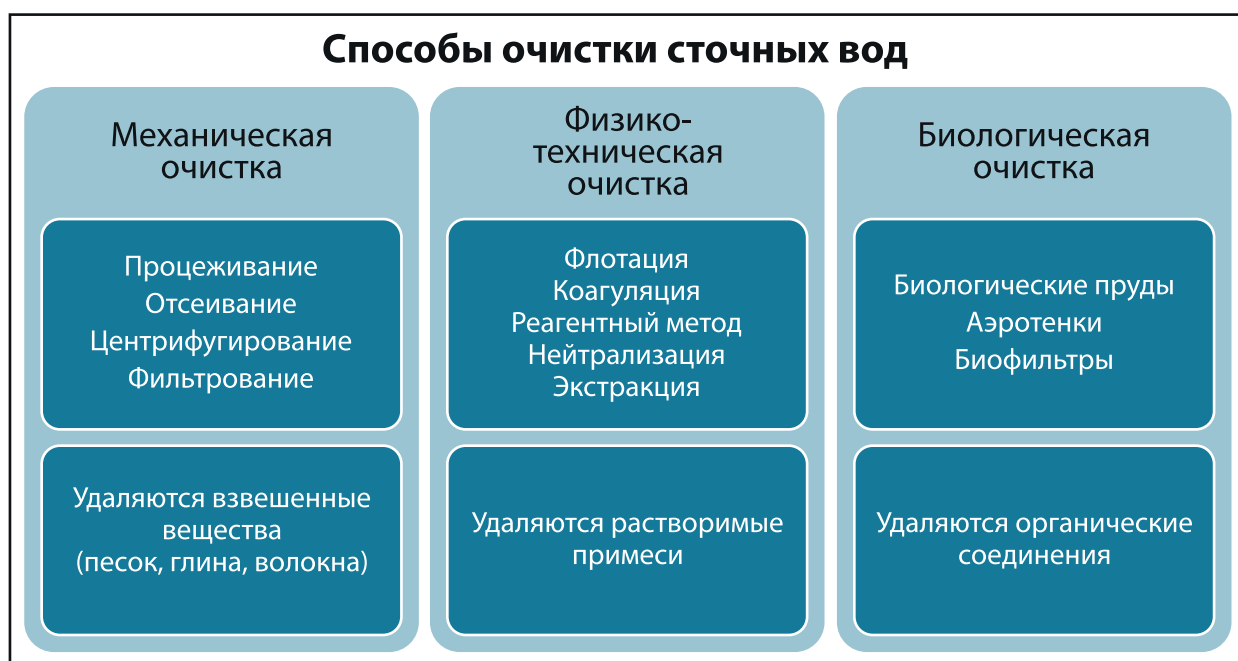 Способы очистки сточных вод
Механическая
очистка
Процеживание
Отсеивание
Центрифугирование
Фильтрование
Удаляются взвешенные
вещества
(песок, глина, волокна)
Физико-
техническая
очистка
Флотация
Коагуляция
Реагентный метод
Нейтрализация
Экстракция
Удаляются растворимые
примеси
Биологическая
очистка
Биологические пруды
Аэротенки
Биофильтры
Удаляются органические
соединения